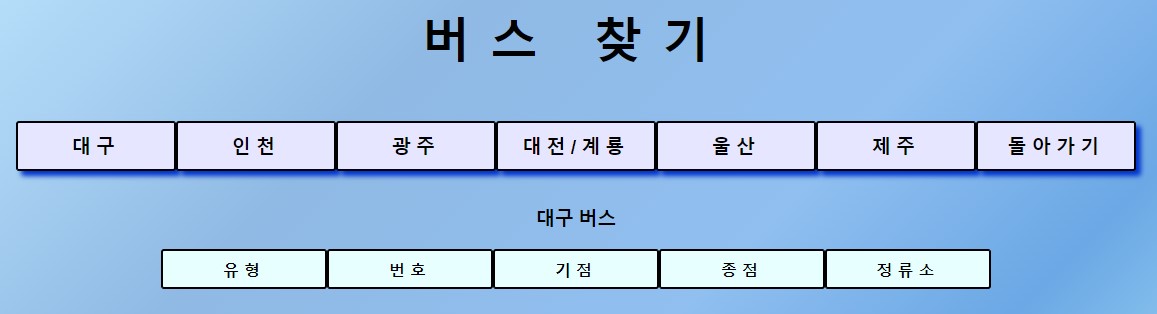 버스 찾기
대구 인천 광주 대전/계룡 울산 제주 돌아가기
대구 버스
유형 번호 기점 종점 정류소